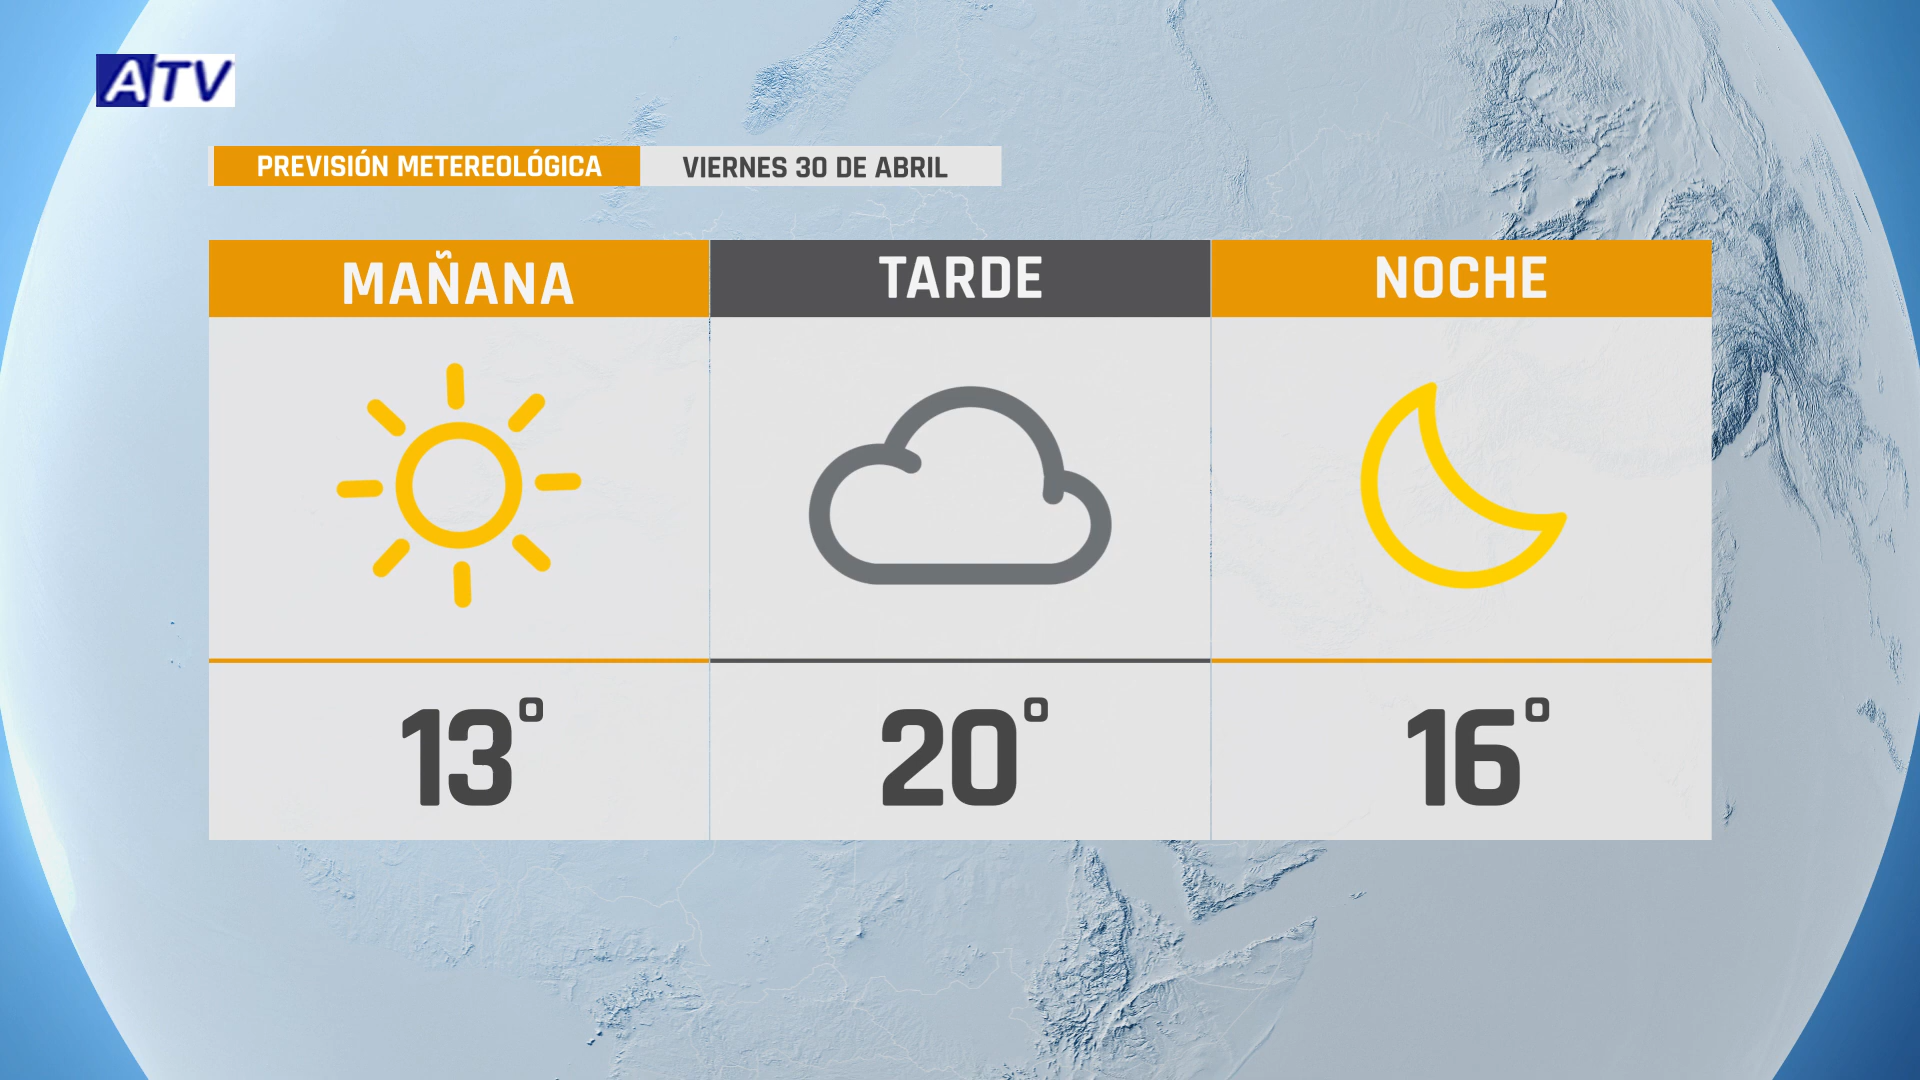 ATV
PREVISIÓN METEREOLÓGICA
VIERNES 30 DE ABRIL
MAÑANA
TARDE
NOCHE
13°
20°
16°